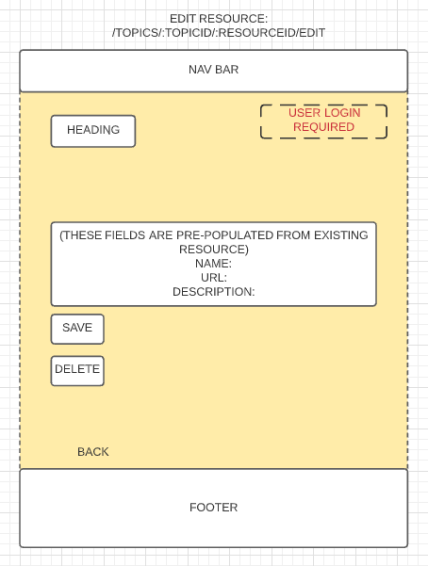 EDIT RESOURCE:
/TOPICS/:TOPICID/:RESOURCEID/EDIT
NAV BAR
HEADING
USER LOGIN
REQUIRED
(THESE FIELDS ARE PRE-POPULATED FROM EXISTING
RESOURCE)
NAME:
URL:
DESCRIPTION:
SAVE
DELETE
BACK
FOOTER